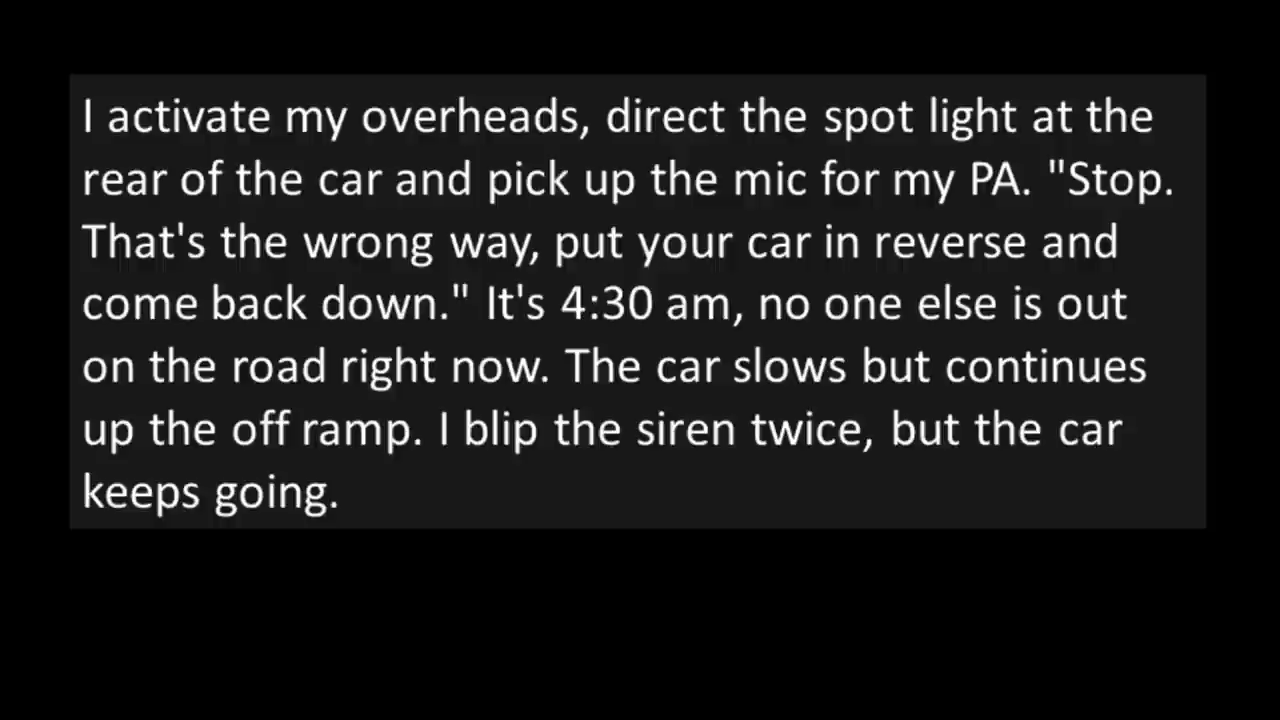 I activate my overheads, direct the spot light at the
rear of the car and pick up the mic for my PA. "Stop.
That's the wrong way, put your car in reverse and
come back down." It's 4:30 am, no one else is out
on the road right now. The car slows but continues
up the off ramp. I blip the siren twice, but the car
keeps going.